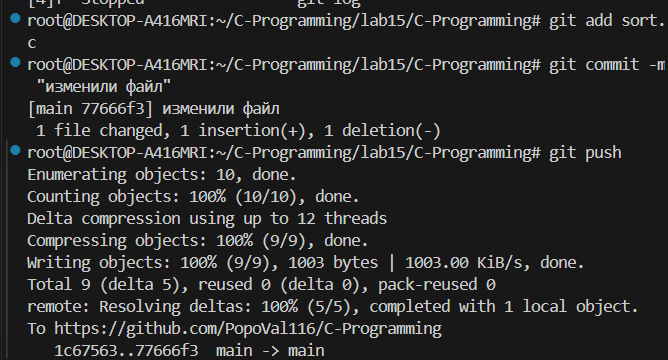 [4]+  Stopped                 git log
root@DESKTOP-A416MRI:~/C-Programming/lab15/C-Programming# git add sort.
c
root@DESKTOP-A416MRI:~/C-Programming/lab15/C-Programming# git commit -m
 "изменили файл"
[main 77666f3] изменили файл
 1 file changed, 1 insertion(+), 1 deletion(-)
root@DESKTOP-A416MRI:~/C-Programming/lab15/C-Programming# git push
Enumerating objects: 10, done.
Counting objects: 100% (10/10), done.
Delta compression using up to 12 threads
Compressing objects: 100% (9/9), done.
Writing objects: 100% (9/9), 1003 bytes | 1003.00 KiB/s, done.
Total 9 (delta 5), reused 0 (delta 0), pack-reused 0
remote: Resolving deltas: 100% (5/5), completed with 1 local object.
To https://github.com/PopoVal116/C-Programming
   1c67563..77666f3  main -> main